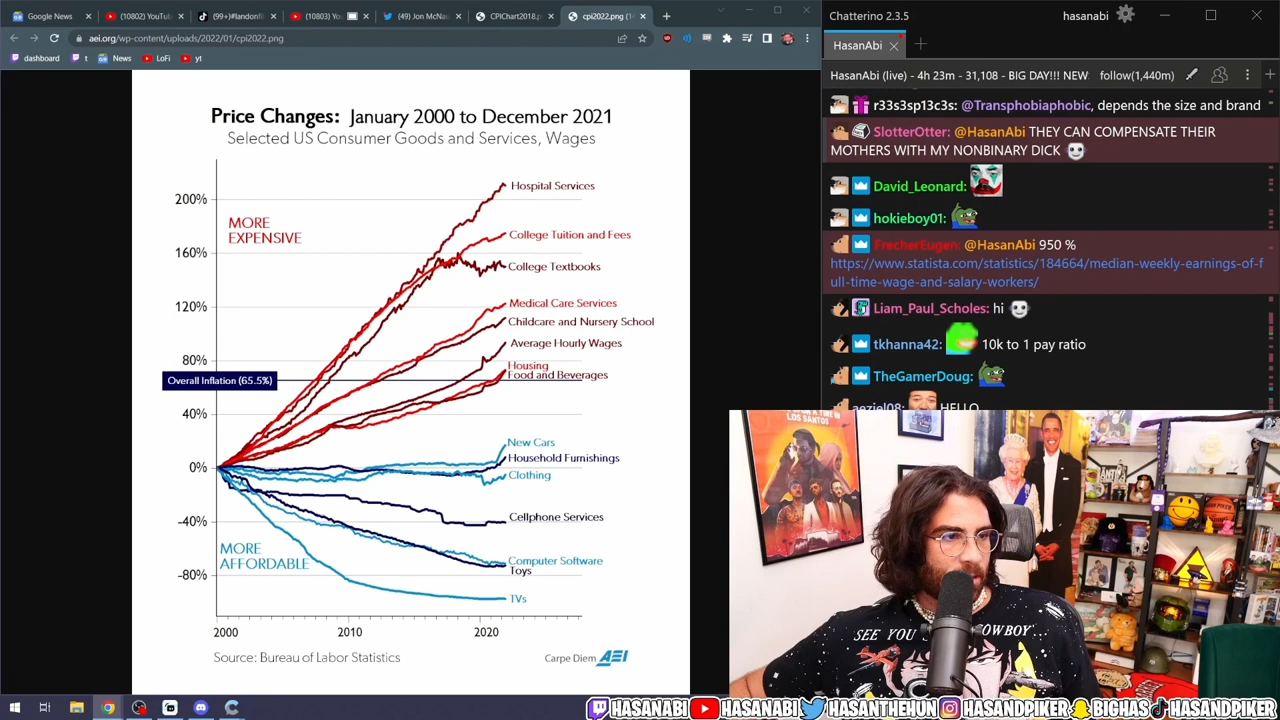 Google News
(10802) YouTu
(99+)#landonfi
(10803) You
(49) Jon McNau
CPIChart2018.p
cpi2022.png (1
aei.org/wp-content/uploads/2022/01/cpi2022.png
dashboard
t
News
LoFi
yt
Price Changes: January 2000 to December 2021
Selected US Consumer Goods and Services, Wages
200%
160%
120%
80%
40%
0%
-40%
-80%
MORE
EXPENSIVE
Overall Inflation (65.5%)
MORE
AFFORDABLE
Hospital Services
College Tuition and Fees
College Textbooks
Medical Care Services
Childcare and Nursery School
Average Hourly Wages
Housing
Food and Beverages
New Cars
Household Furnishings
Clothing
Cellphone Services
Computer Software
Toys
TVs
2000
2010
2020
Source: Bureau of Labor Statistics
Carpe Diem AEI
Chatterino 2.3.5
hasanabi
HasanAbi
HasanAbi (live) - 4h 23m - 31,108 - BIG DAY!!! NEW
follow(1,440m)
r33s3sp13c3s: @Transphobiaphobic, depends the size and brand
SlotterOtter: @HasanAbi THEY CAN COMPENSATE THEIR
MOTHERS WITH MY NONBINARY DICK
David_Leonard:
hokieboy01:
FrecherEugen: @HasanAbi 950 %
https://www.statista.com/statistics/184664/median-weekly-earnings-of-f
ull-time-wage-and-salary-workers/
Liam_Paul_Scholes: hi
tkhanna42: 10k to 1 pay ratio
TheGamerDoug:
aeziel08: HELLO
LOS SANTOS
SEE YOU COWBOY
HASANABI
HASANABI
HASANTHEHUN
HASANDPIKER
BIGHAS
HASANDPIKER